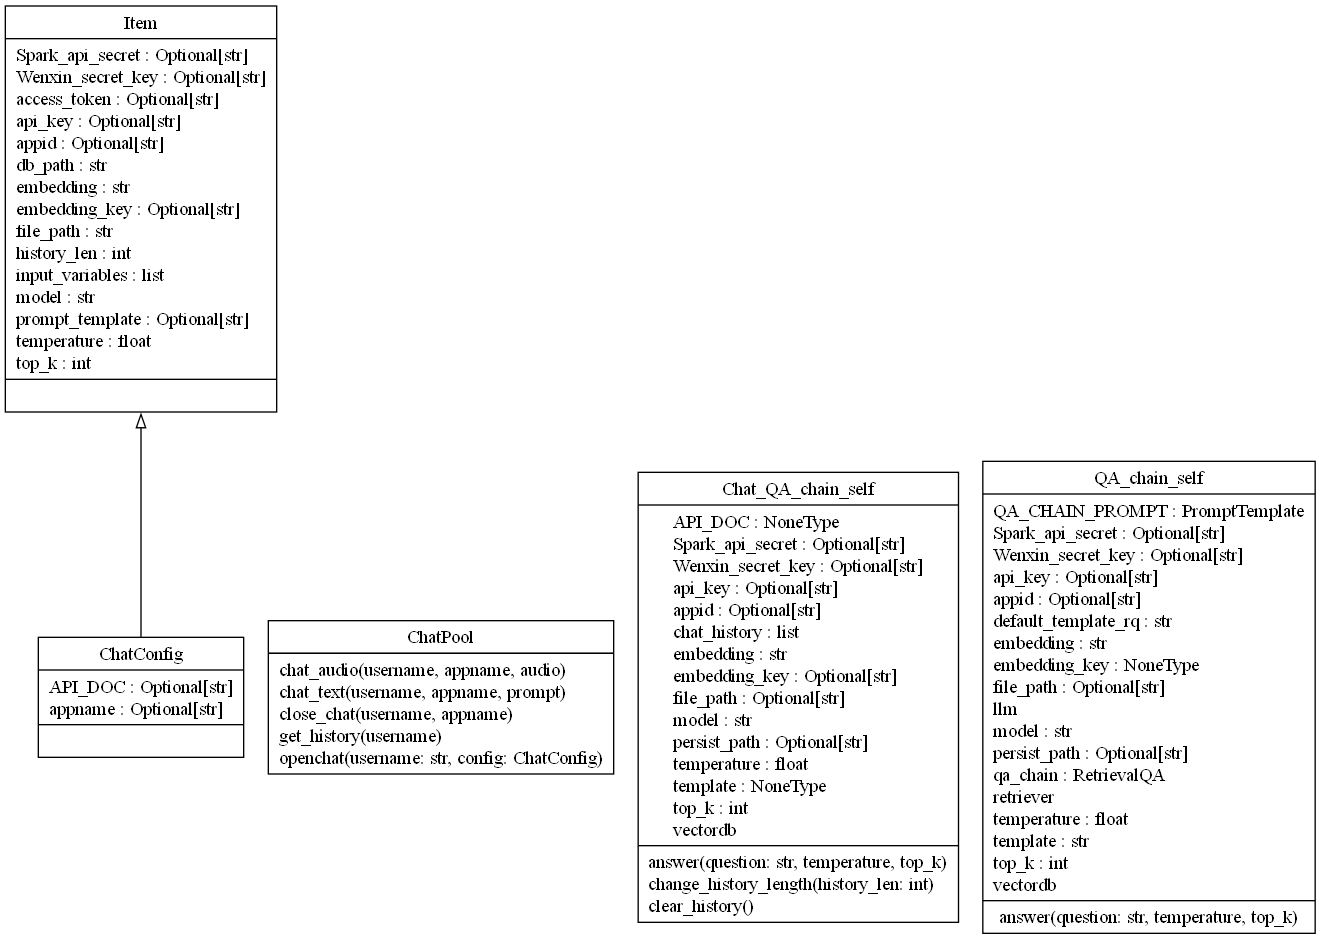 Item
Spark_api_secret : Optional[str]
Wenxin_secret_key : Optional[str]
access_token : Optional[str]
api_key : Optional[str]
appid : Optional[str]
db_path : str
embedding : str
embedding_key : Optional[str]
file_path : str
history_len : int
input_variables : list
model : str
prompt_template : Optional[str]
temperature : float
top_k : int
ChatConfig
API_DOC : Optional[str]
appname : Optional[str]
ChatPool
chat_audio(username, appname, audio)
chat_text(username, appname, prompt)
close_chat(username, appname)
get_history(username)
openchat(username: str, config: ChatConfig)
Chat_QA_chain_self
API_DOC : NoneType
Spark_api_secret : Optional[str]
Wenxin_secret_key : Optional[str]
api_key : Optional[str]
appid : Optional[str]
chat_history : list
embedding : str
embedding_key : Optional[str]
file_path : Optional[str]
model : str
persist_path : Optional[str]
temperature : float
template : NoneType
top_k : int
vectordb
answer(question: str, temperature, top_k)
change_history_length(history_len: int)
clear_history()
QA_chain_self
QA_CHAIN_PROMPT : PromptTemplate
Spark_api_secret : Optional[str]
Wenxin_secret_key : Optional[str]
api_key : Optional[str]
appid : Optional[str]
default_template_rq : str
embedding : str
embedding_key : NoneType
file_path : Optional[str]
llm
model : str
persist_path : Optional[str]
qa_chain : RetrievalQA
retriever
temperature : float
template : str
top_k : int
vectordb
answer(question: str, temperature, top_k)